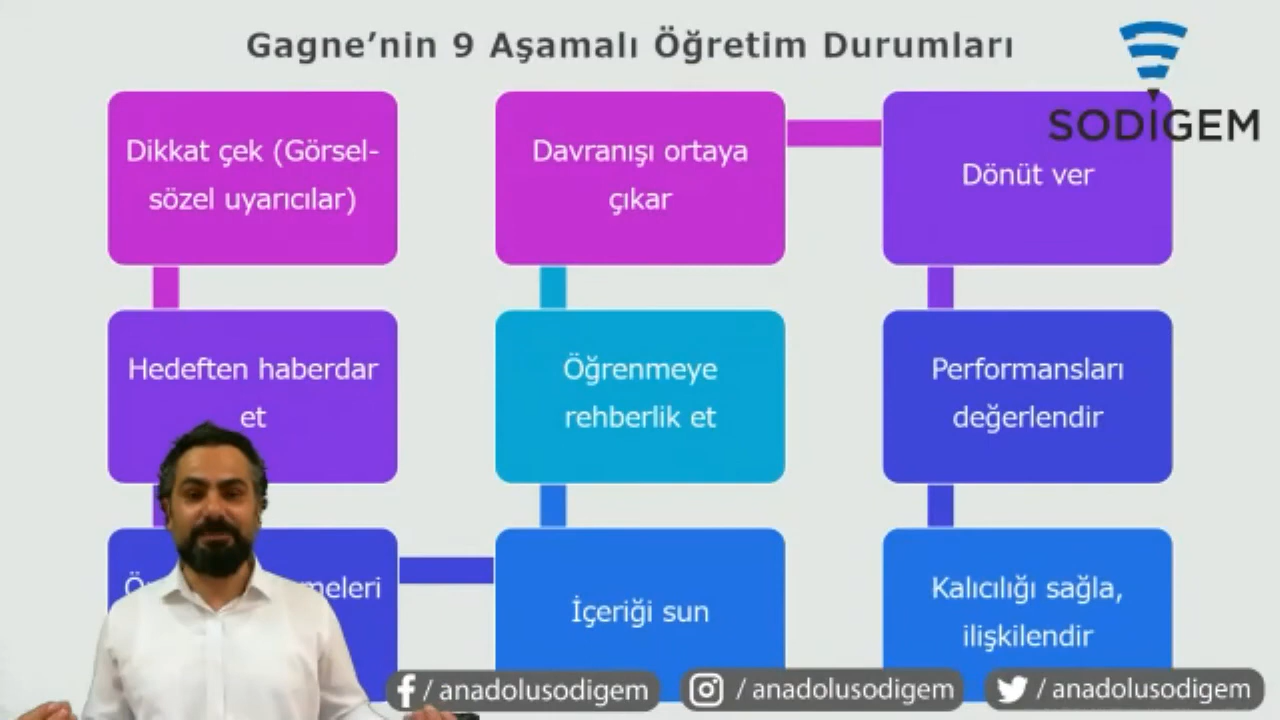 Gagne'nin 9 Aşamalı Öğretim Durumları
SODİGEM
Dikkat çek (Görsel-
sözel uyarıcılar)
Hedeften haberdar
et
İçeriği sun
Öğrenmeye
rehberlik et
Davranışı ortaya
çıkar
Dönüt ver
Performansları
değerlendir
Kalıcılığı sağla,
ilişkilendir
/ anadolusodigem
/ anadolusodigem
/ anadolusodigem